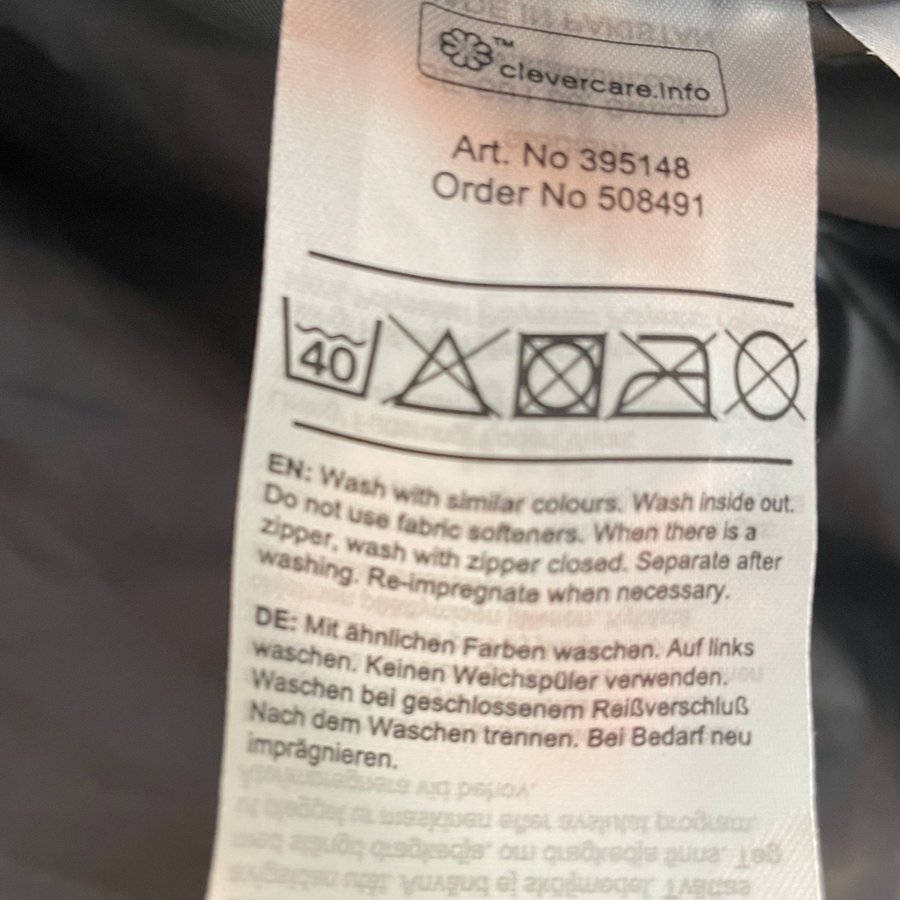 clevercare.info
Art. No 395148
Order No 508491
40
EN: Wash with similar colours. Wash inside out.
Do not use fabric softeners. When there is a
zipper, wash with zipper closed. Separate after
washing. Re-impregnate when necessary.
DE: Mit ähnlichen Farben waschen. Auf links
waschen. Keinen Weichspüler verwenden.
Waschen bei geschlossenem Reißverschluß
Nach dem Waschen trennen. Bei Bedarf neu
imprägnieren.